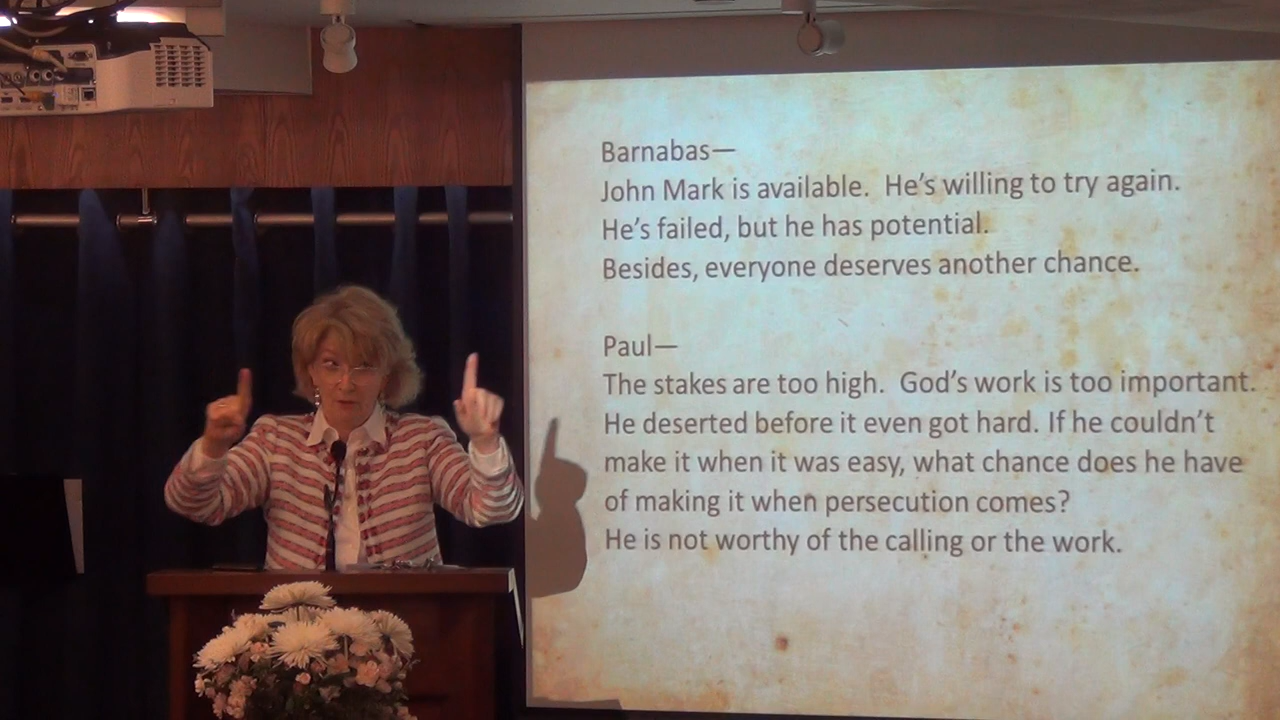 Barnabas—
John Mark is available.  He's willing to try again.
He's failed, but he has potential.
Besides, everyone deserves another chance.
Paul—
The stakes are too high.  God's work is too important.
He deserted before it even got hard. If he couldn't
make it when it was easy, what chance does he have
of making it when persecution comes?
He is not worthy of the calling or the work.